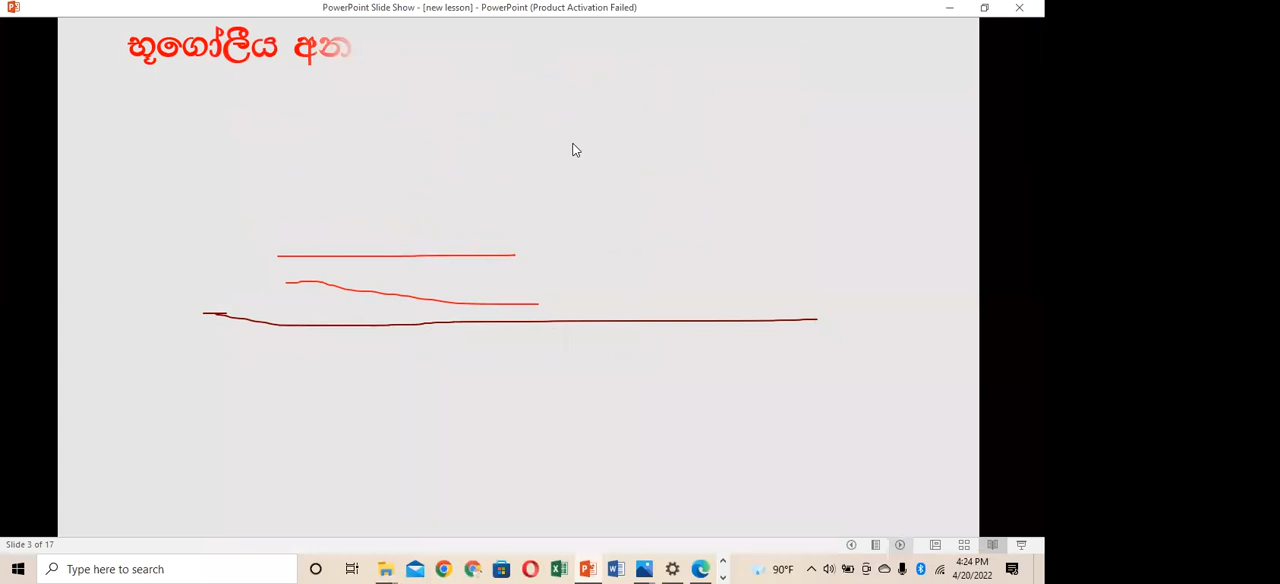 PowerPoint Slide Show - [new lesson] - PowerPoint (Product Activation Failed)
භූගෝලීය අන
Slide 3 of 17
Type here to search
90°F
4:24 PM
4/20/2022